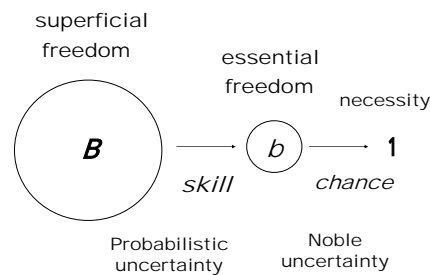 superficial
freedom
essential
freedom
necessity
B
b
1
skill
chance
Probabilistic
uncertainty
Noble
uncertainty